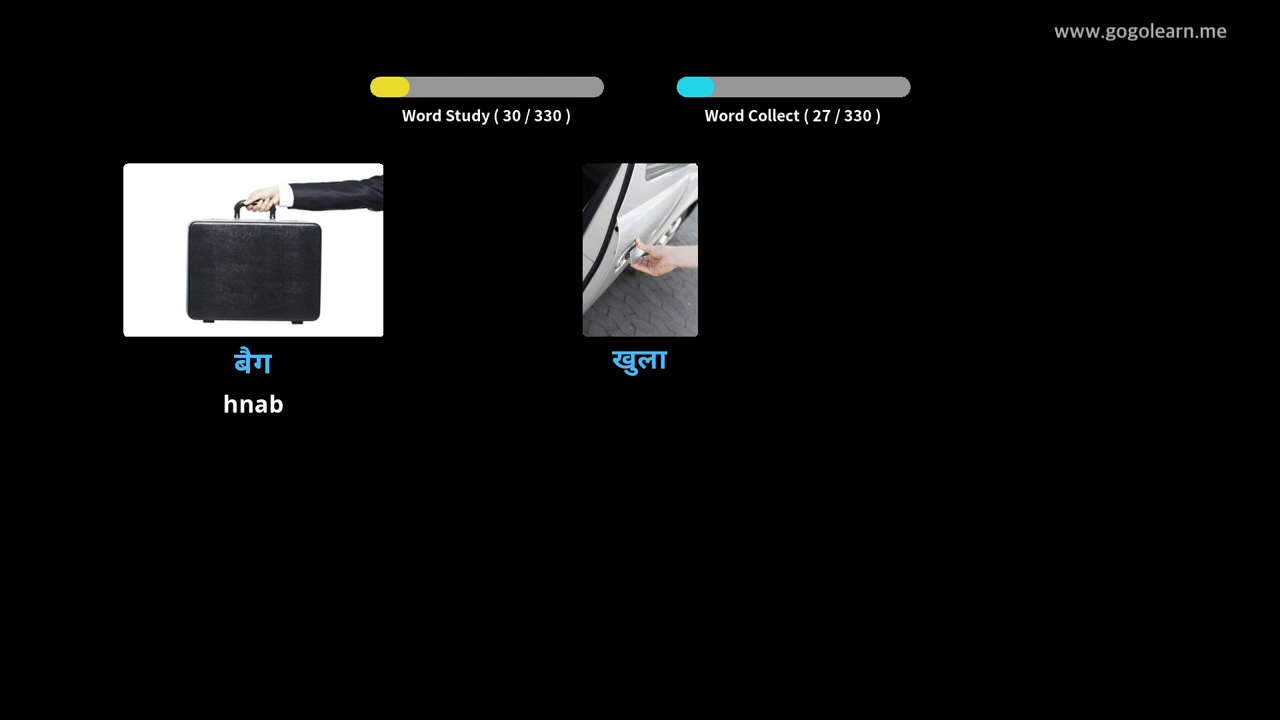 www.gogolearn.me
Word Study ( 30 / 330 )
Word Collect ( 27 / 330 )
बैग
hnab
खुला